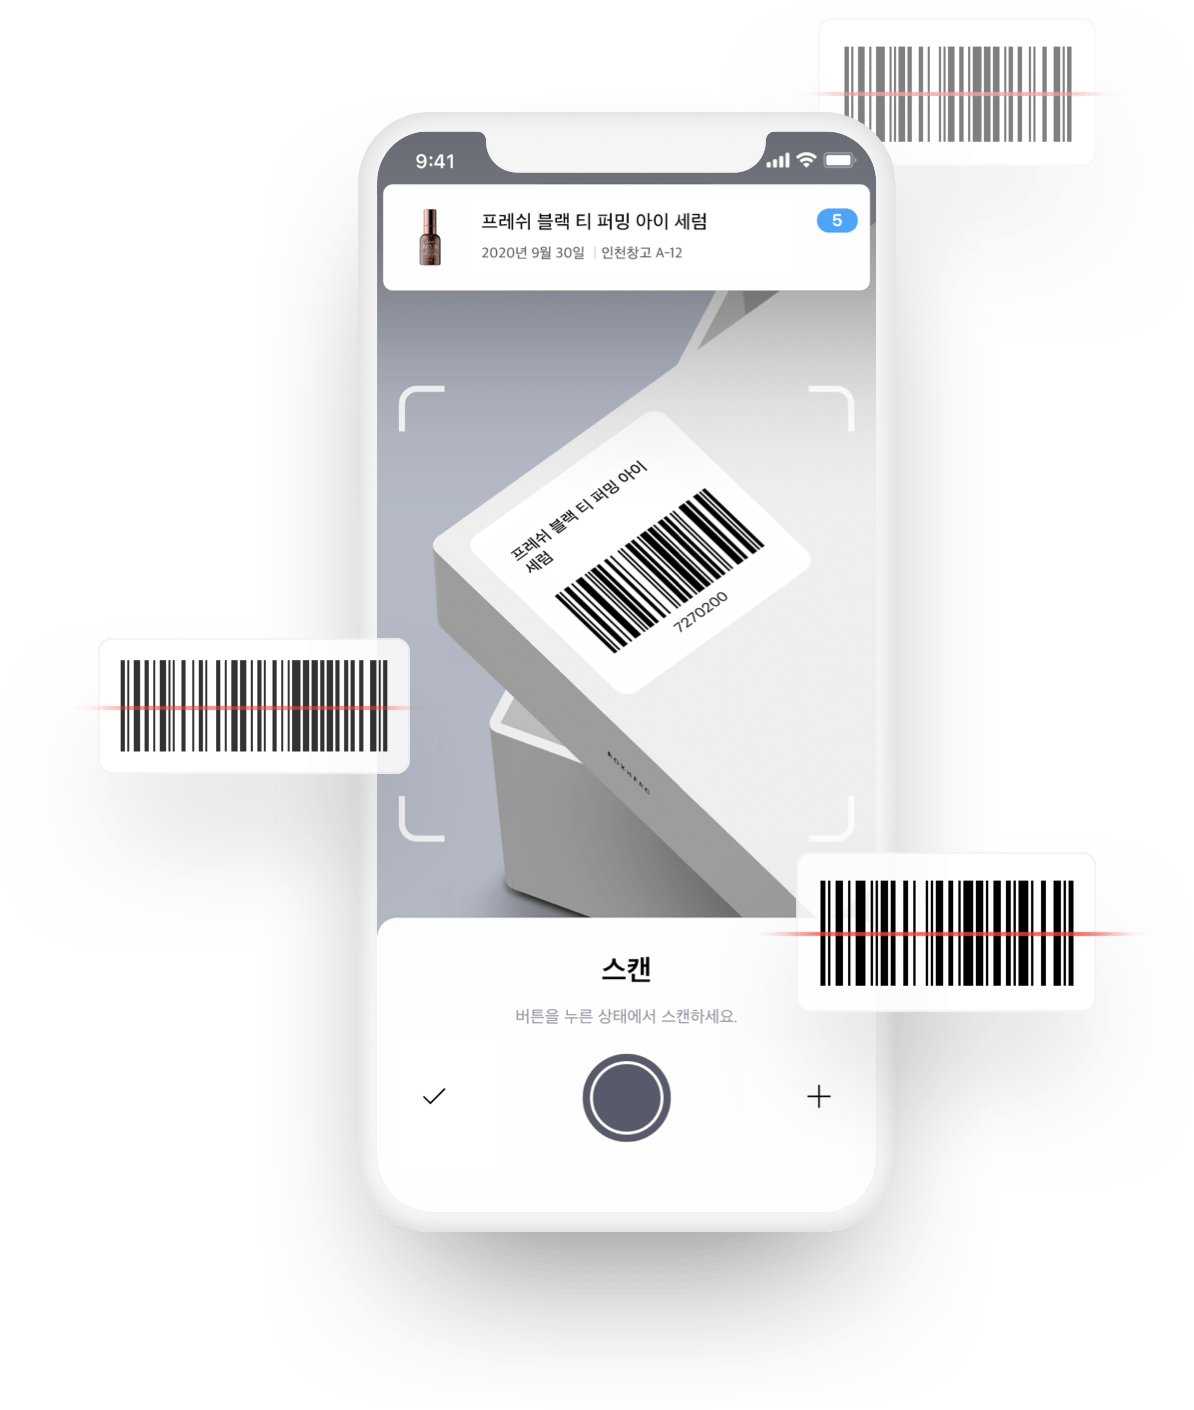 9:41
프레쉬 블랙 티 퍼밍 아이 세럼
5
2020년 9월 30일 | 인천창고 A-12
프레쉬 블랙 티 퍼밍 아이
세럼
7270200
스캔
버튼을 누른 상태에서 스캔하세요.